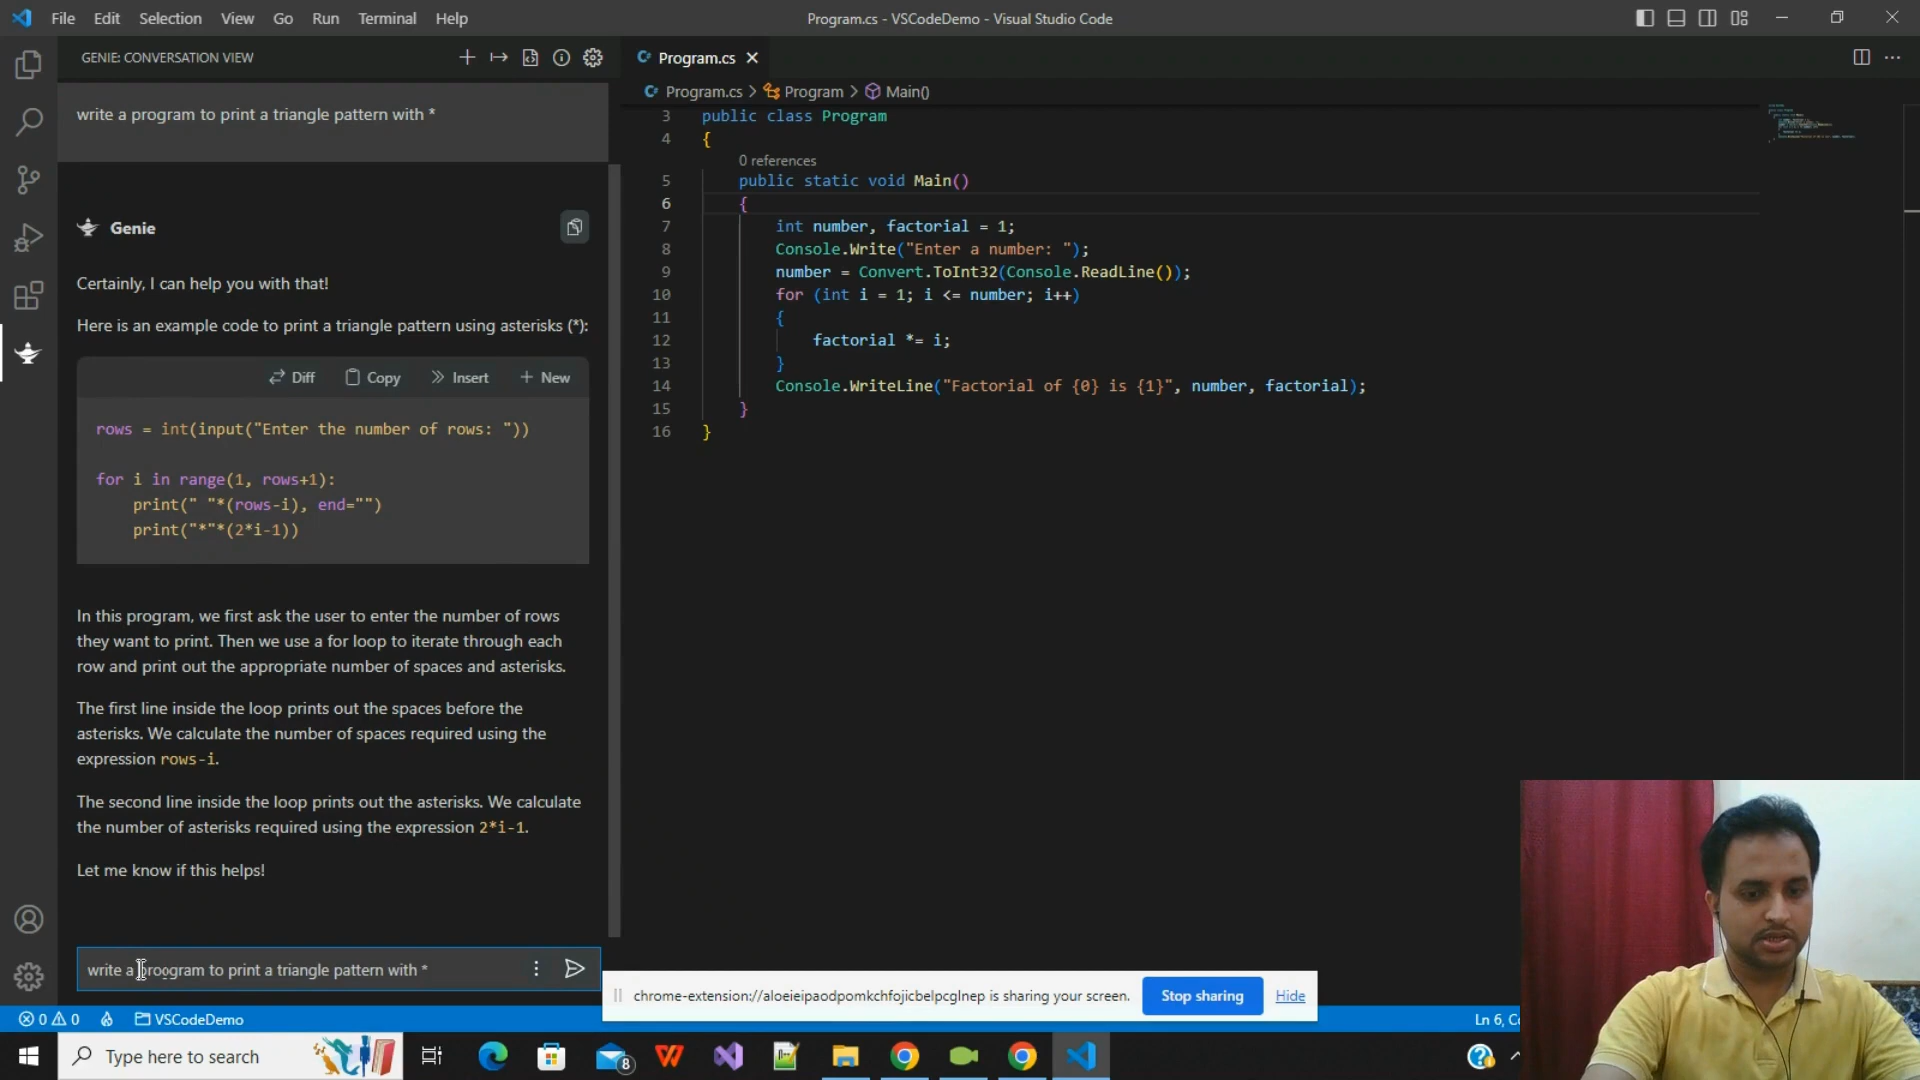 File Edit Selection View Go Run Terminal Help
Program.cs - VSCodeDemo - Visual Studio Code
GENIE: CONVERSATION VIEW
write a program to print a triangle pattern with *
Genie
Certainly, I can help you with that!
Here is an example code to print a triangle pattern using asterisks (*):
Diff Copy Insert New
rows = int(input("Enter the number of rows: "))
for i in range(1, rows+1):
print(" "*(rows-i), end="")
print("*"*(2*i-1))
In this program, we first ask the user to enter the number of rows
they want to print. Then we use a for loop to iterate through each
row and print out the appropriate number of spaces and asterisks.
The first line inside the loop prints out the spaces before the
asterisks. We calculate the number of spaces required using the
expression rows-i.
The second line inside the loop prints out the asterisks. We calculate
the number of asterisks required using the expression 2*i-1.
Let me know if this helps!
write a program to print a triangle pattern with *
Program.cs
Program.cs > Program > Main()
3 public class Program
4 {
0 references
5 public static void Main()
6 {
7 int number, factorial = 1;
8 Console.Write("Enter a number: ");
9 number = Convert.ToInt32(Console.ReadLine());
10 for (int i = 1; i <= number; i++)
11 {
12 factorial *= i;
13 }
14 Console.WriteLine("Factorial of {0} is {1}", number, factorial);
15 }
16 }
chrome-extension://aloeieipaodpomkchfojicbelpcglnep is sharing your screen. Stop sharing Hide
0 0 VSCodeDemo
Ln 6, Co
Type here to search
8